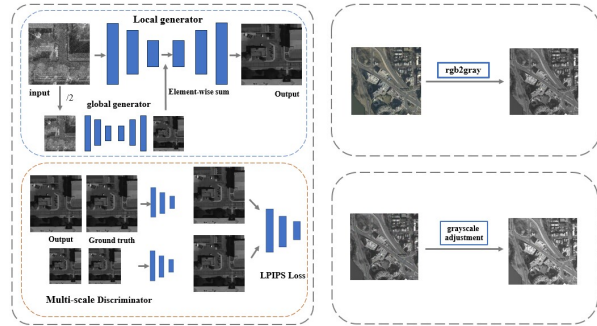 Local generator
input
/2
global generator
Element-wise sum
Output
Output
Ground truth
LPIPS Loss
Multi-scale Discriminator
rgb2gray
grayscale
adjustment